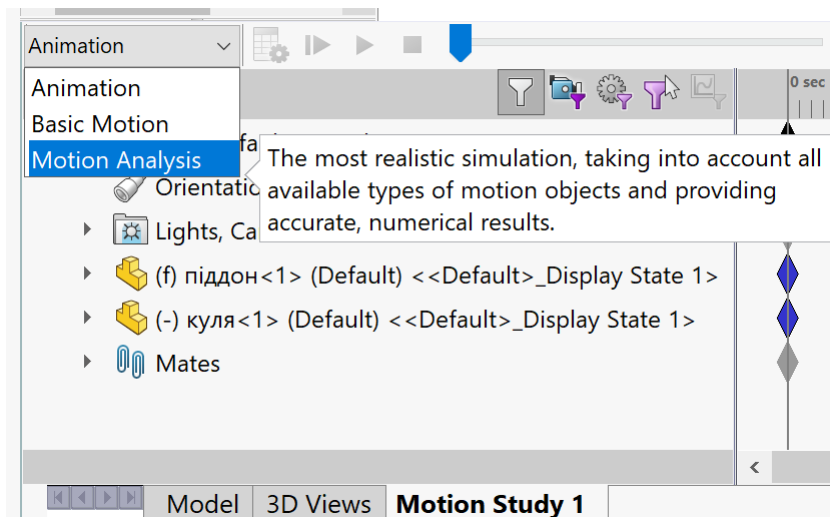 Animation
0 sec
Animation
Basic Motion
Motion Analysis
The most realistic simulation, taking into account all
available types of motion objects and providing
accurate, numerical results.
Orientatio
Lights, Ca
(f) піддон<1> (Default) <<Default>_Display State 1>
(-) куля<1> (Default) <<Default>_Display State 1>
Mates
Model
3D Views
Motion Study 1